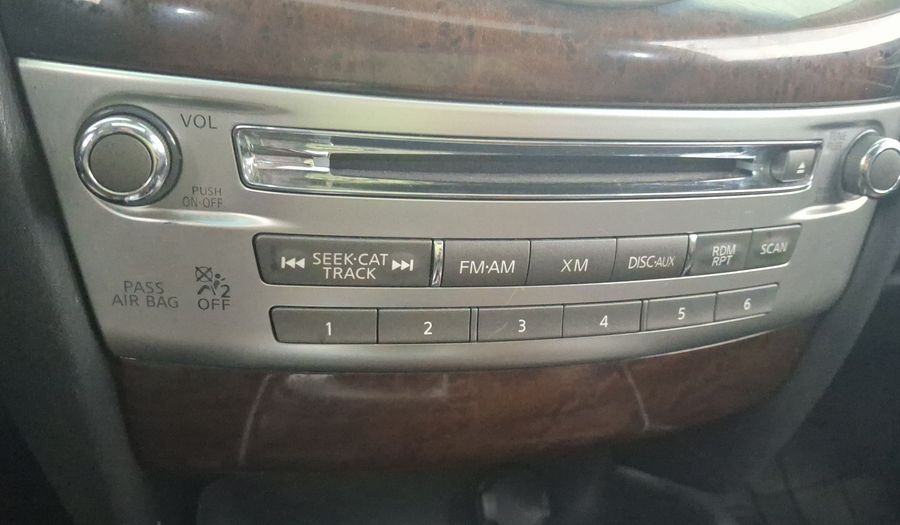 VOL
PUSH
ON·OFF
SEEK·CAT
TRACK
FM·AM
XM
DISC·AUX
RDM
RPT
SCAN
PASS
AIR BAG
2
OFF
1
2
3
4
5
6